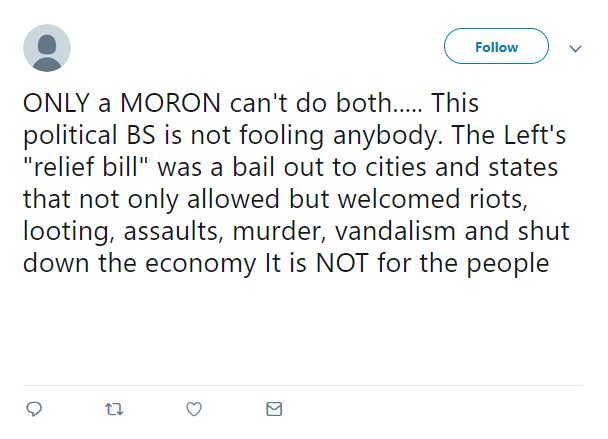 Follow
ONLY a MORON can't do both..... This
political BS is not fooling anybody. The Left's
"relief bill" was a bail out to cities and states
that not only allowed but welcomed riots,
looting, assaults, murder, vandalism and shut
down the economy It is NOT for the people